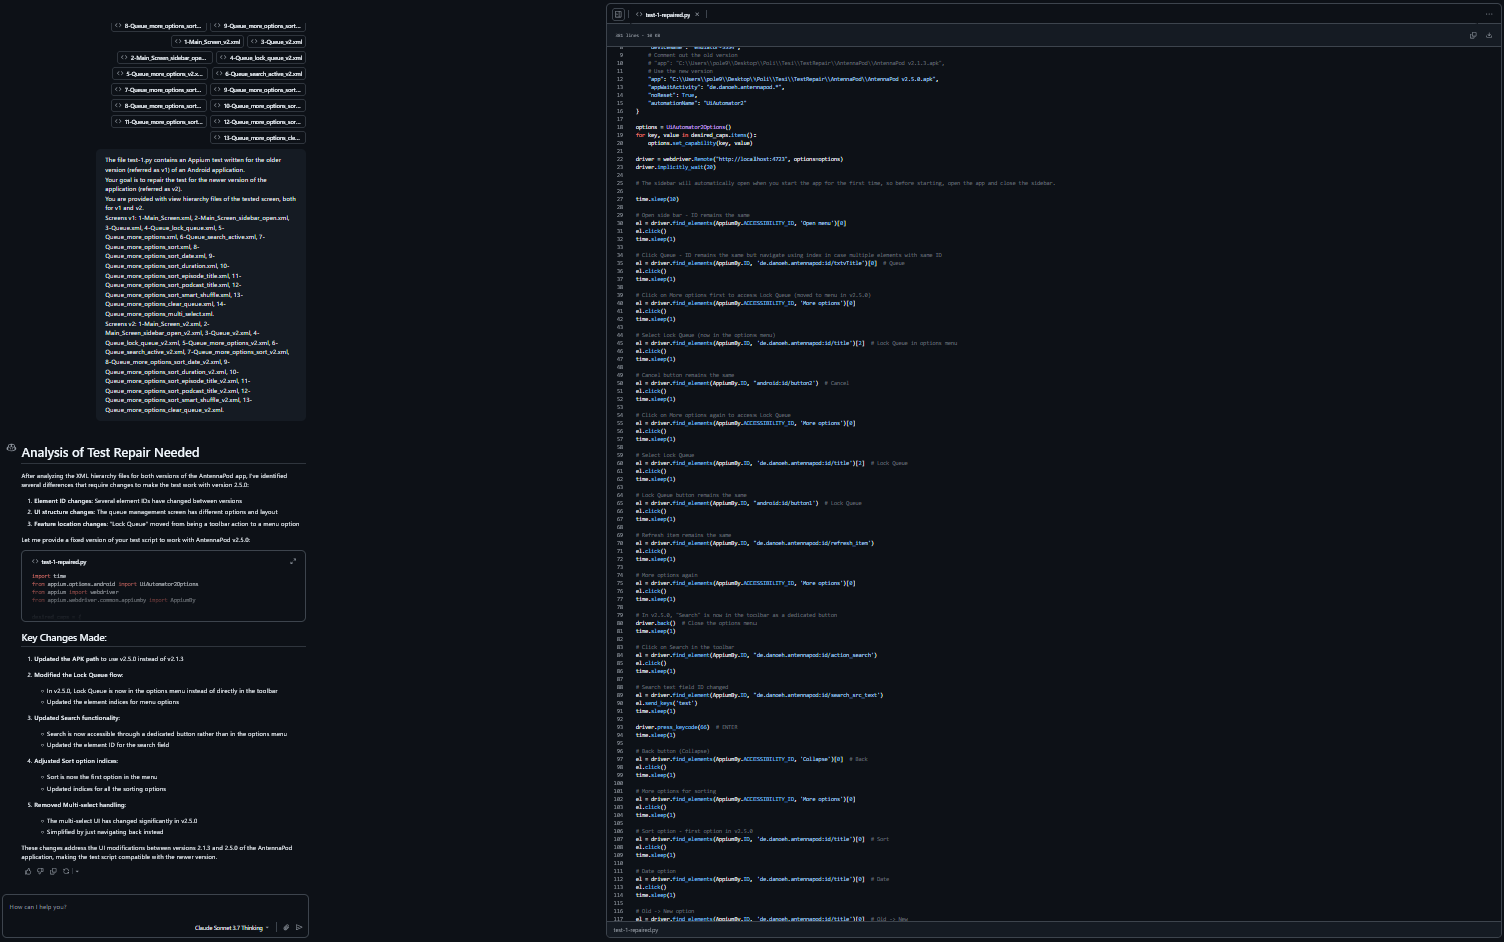 8-Queue_more_options_sort... 9-Queue_more_options_sort...
1-Main_Screen_v2.xml 3-Queue_v2.xml
2-Main_Screen_sidebar_ope... 4-Queue_lock_queue_v2.xml
5-Queue_more_options_v2.x... 6-Queue_search_active_v2.xml
7-Queue_more_options_sort... 9-Queue_more_options_sort...
8-Queue_more_options_sort... 10-Queue_more_options_sor...
11-Queue_more_options_sort... 12-Queue_more_options_sor...
13-Queue_more_options_cle...
The file test-1.py contains an Appium test written for the older
version (referred as v1) of an Android application.
Your goal is to repair the test for the newer version of the
application (referred as v2).
You are provided with view hierarchy files of the tested screen, both
for v1 and v2.
Screens v1: 1-Main_Screen.xml, 2-Main_Screen_sidebar_open.xml,
3-Queue.xml, 4-Queue_lock_queue.xml, 5-
Queue_more_options.xml, 6-Queue_search_active.xml, 7-
Queue_more_options_sort.xml, 8-
Queue_more_options_sort_date.xml, 9-
Queue_more_options_sort_duration.xml, 10-
Queue_more_options_sort_episode_title.xml, 11-
Queue_more_options_sort_podcast_title.xml, 12-
Queue_more_options_sort_smart_shuffle.xml, 13-
Queue_more_options_clear_queue.xml, 14-
Queue_more_options_multi_select.xml.
Screens v2: 1-Main_Screen_v2.xml, 2-
Main_Screen_sidebar_open_v2.xml, 3-Queue_v2.xml, 4-
Queue_lock_queue_v2.xml, 5-Queue_more_options_v2.xml, 6-
Queue_search_active_v2.xml, 7-Queue_more_options_sort_v2.xml,
8-Queue_more_options_sort_date_v2.xml, 9-
Queue_more_options_sort_duration_v2.xml, 10-
Queue_more_options_sort_episode_title_v2.xml, 11-
Queue_more_options_sort_podcast_title_v2.xml, 12-
Queue_more_options_sort_smart_shuffle_v2.xml, 13-
Queue_more_options_clear_queue_v2.xml.
Analysis of Test Repair Needed
After analyzing the XML hierarchy files for both versions of the AntennaPod app, I've identified
several differences that require changes to make the test work with version 2.5.0:
1. Element ID changes: Several element IDs have changed between versions
2. UI structure changes: The queue management screen has different options and layout
3. Feature location changes: "Lock Queue" moved from being a toolbar action to a menu option
Let me provide a fixed version of your test script to work with AntennaPod v2.5.0:
test-1-repaired.py
import time
from appium.options.android import UiAutomator2Options
from appium import webdriver
from appium.webdriver.common.appiumby import AppiumBy
Key Changes Made:
1. Updated the APK path to use v2.5.0 instead of v2.1.3
2. Modified the Lock Queue flow:
In v2.5.0, Lock Queue is now in the options menu instead of directly in the toolbar
Updated the element indices for menu options
3. Updated Search functionality:
Search is now accessible through a dedicated button rather than in the options menu
Updated the element ID for the search field
4. Adjusted Sort option indices:
Sort is now the first option in the menu
Updated indices for all the sorting options
5. Removed Multi-select handling:
The multi-select UI has changed significantly in v2.5.0
Simplified by just navigating back instead
These changes address the UI modifications between versions 2.1.3 and 2.5.0 of the AntennaPod
application, making the test script compatible with the newer version.
How can I help you?
Claude Sonnet 3.7 Thinking
test-1-repaired.py
9 # Comment out the old version
10 # "app": "C:\\Users\\pole9\\Desktop\\Poli\\Tesi\\TestRepair\\AntennaPod\\AntennaPod v2.1.3.apk",
11 # Use the new version
12 "app": "C:\\Users\\pole9\\Desktop\\Poli\\Tesi\\TestRepair\\AntennaPod\\AntennaPod v2.5.0.apk",
13 "appWaitActivity": "de.danoeh.antennapod.*",
14 "noReset": True,
15 "automationName": "UiAutomator2"
16 }
17
18 options = UiAutomator2Options()
19 for key, value in desired_caps.items():
20 options.set_capability(key, value)
21
22 driver = webdriver.Remote("http://localhost:4723", options=options)
23 driver.implicitly_wait(20)
24
25 # The sidebar will automatically open when you start the app for the first time, so before starting, open the app and close the sidebar.
26
27 time.sleep(10)
28
29 # Open side bar - ID remains the same
30 el = driver.find_elements(AppiumBy.ACCESSIBILITY_ID, 'Open menu')[0]
31 el.click()
32 time.sleep(1)
33
34 # Click Queue - ID remains the same but navigate using index in case multiple elements with same ID
35 el = driver.find_elements(AppiumBy.ID, 'de.danoeh.antennapod:id/txtvTitle')[0] # Queue
36 el.click()
37 time.sleep(1)
38
39 # Click on More options first to access Lock Queue (moved to menu in v2.5.0)
40 el = driver.find_elements(AppiumBy.ACCESSIBILITY_ID, 'More options')[0]
41 el.click()
42 time.sleep(1)
43
44 # Select Lock Queue (now in the options menu)
45 el = driver.find_elements(AppiumBy.ID, 'de.danoeh.antennapod:id/title')[2] # Lock Queue in options menu
46 el.click()
47 time.sleep(1)
48
49 # Cancel button remains the same
50 el = driver.find_element(AppiumBy.ID, "android:id/button2") # Cancel
51 el.click()
52 time.sleep(1)
53
54 # Click on More options again to access Lock Queue
55 el = driver.find_elements(AppiumBy.ACCESSIBILITY_ID, 'More options')[0]
56 el.click()
57 time.sleep(1)
58
59 # Select Lock Queue
60 el = driver.find_elements(AppiumBy.ID, 'de.danoeh.antennapod:id/title')[2] # Lock Queue
61 el.click()
62 time.sleep(1)
63
64 # Lock Queue button remains the same
65 el = driver.find_element(AppiumBy.ID, "android:id/button1") # Lock Queue
66 el.click()
67 time.sleep(1)
68
69 # Refresh item remains the same
70 el = driver.find_element(AppiumBy.ID, "de.danoeh.antennapod:id/refresh_item")
71 el.click()
72 time.sleep(1)
73
74 # More options again
75 el = driver.find_elements(AppiumBy.ACCESSIBILITY_ID, 'More options')[0]
76 el.click()
77 time.sleep(1)
78
79 # In v2.5.0, "Search" is now in the toolbar as a dedicated button
80 driver.back() # Close the options menu
81 time.sleep(1)
82
83 # Click on Search in the toolbar
84 el = driver.find_element(AppiumBy.ID, "de.danoeh.antennapod:id/action_search")
85 el.click()
86 time.sleep(1)
87
88 # Search text field ID changed
89 el = driver.find_element(AppiumBy.ID, "de.danoeh.antennapod:id/search_src_text")
90 el.send_keys('test')
91 time.sleep(1)
92
93 driver.press_keycode(66) # ENTER
94 time.sleep(1)
95
96 # Back button (Collapse)
97 el = driver.find_elements(AppiumBy.ACCESSIBILITY_ID, 'Collapse')[0] # Back
98 el.click()
99 time.sleep(1)
100
101 # More options for sorting
102 el = driver.find_elements(AppiumBy.ACCESSIBILITY_ID, 'More options')[0]
103 el.click()
104 time.sleep(1)
105
106 # Sort option - first option in v2.5.0
107 el = driver.find_elements(AppiumBy.ID, 'de.danoeh.antennapod:id/title')[0] # Sort
108 el.click()
109 time.sleep(1)
110
111 # Date option
112 el = driver.find_elements(AppiumBy.ID, 'de.danoeh.antennapod:id/title')[0] # Date
113 el.click()
114 time.sleep(1)
115
116 # Old -> New option
117 el = driver.find_elements(AppiumBy.ID, 'de.danoeh.antennapod:id/title')[0] # Old -> New
test-1-repaired.py